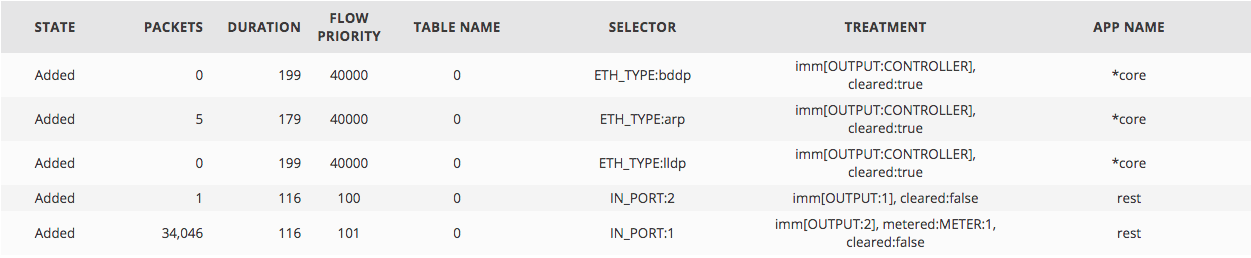 STATE PACKETS DURATION FLOW PRIORITY TABLE NAME SELECTOR TREATMENT APP NAME
Added 0 199 40000 0 ETH_TYPE:bddp imm[OUTPUT:CONTROLLER], cleared:true *core
Added 5 179 40000 0 ETH_TYPE:arp imm[OUTPUT:CONTROLLER], cleared:true *core
Added 0 199 40000 0 ETH_TYPE:lldp imm[OUTPUT:CONTROLLER], cleared:true *core
Added 1 116 100 0 IN_PORT:2 imm[OUTPUT:1], cleared:false rest
Added 34,046 116 101 0 IN_PORT:1 imm[OUTPUT:2], metered:METER:1, cleared:false rest